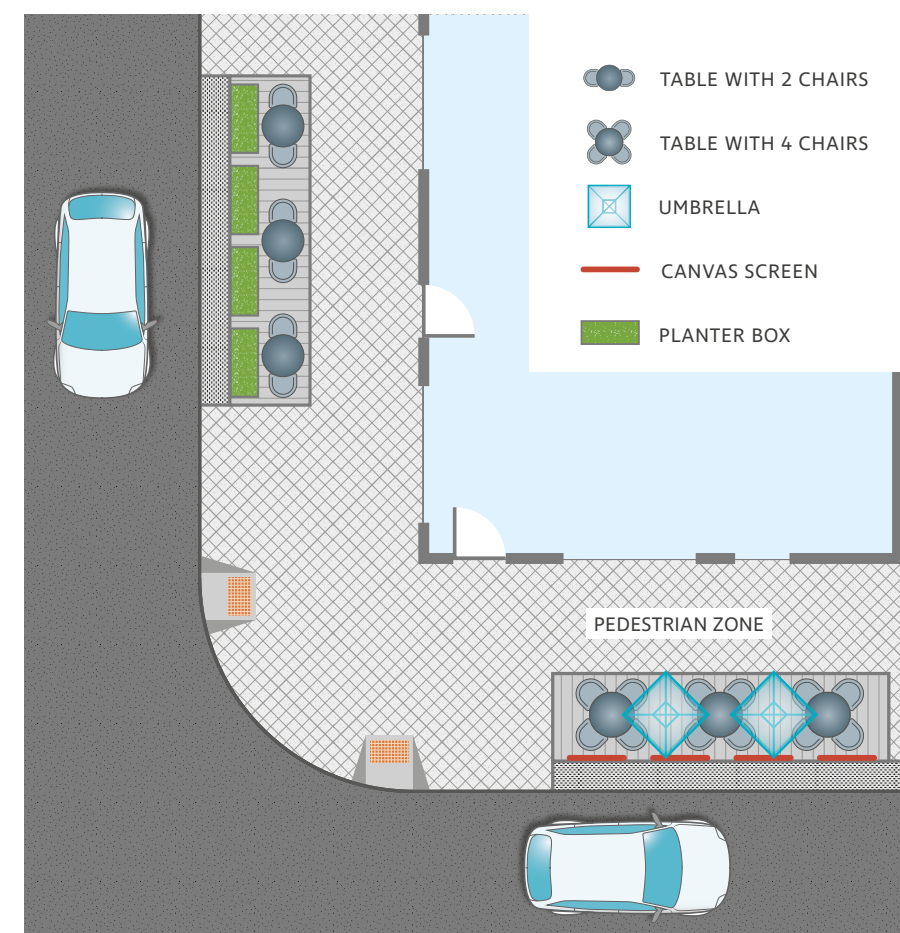 TABLE WITH 2 CHAIRS
TABLE WITH 4 CHAIRS
UMBRELLA
CANVAS SCREEN
PLANTER BOX
PEDESTRIAN ZONE